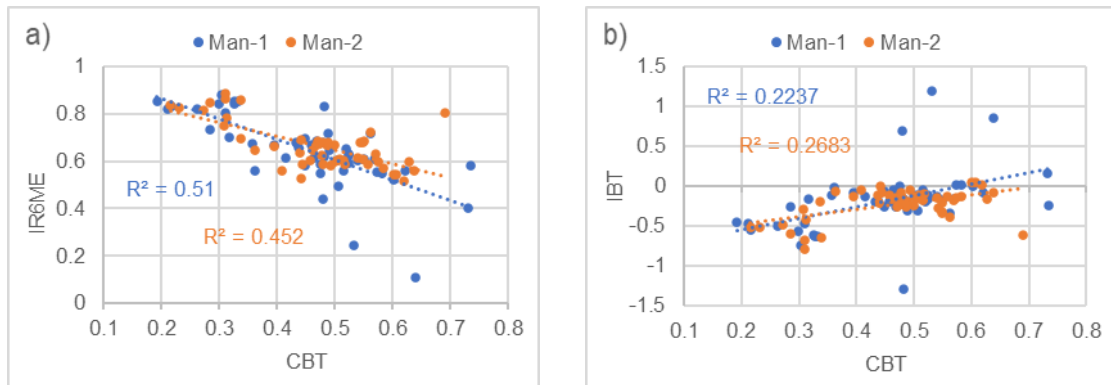 a)
Man-1 Man-2
1
0.8
0.6
0.4
0.2
0
IR6ME
R² = 0.51
R² = 0.452
0.1 0.2 0.3 0.4 0.5 0.6 0.7 0.8
CBT
b)
Man-1 Man-2
1.5
1
0.5
0
-0.5
-1
-1.5
IBT
R² = 0.2237
R² = 0.2683
0.1 0.2 0.3 0.4 0.5 0.6 0.7 0.8
CBT